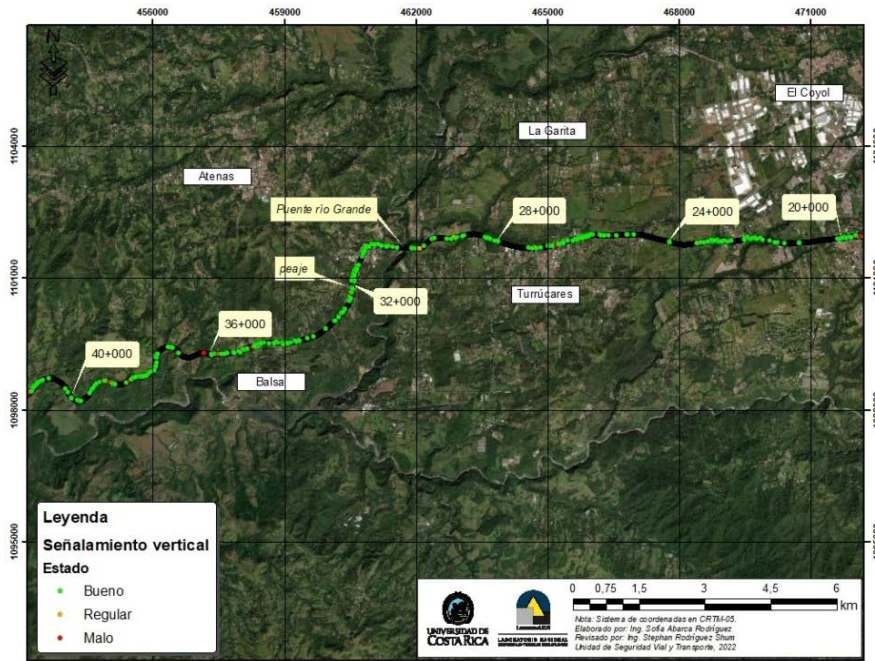 456000 459000 462000 465000 468000 471000
N
El Coyol
La Garita
1104000
Atenas
Puente río Grande
28+000
24+000
20+000
peaje
1101000
32+000
Turrúcares
36+000
40+000
Balsa
1098000
1095000
Leyenda
Señalamiento vertical
Estado
Bueno
Regular
Malo
0 0,75 1,5 3 4,5 6
km
UNIVERSIDAD DE
COSTA RICA
LanammeUCR
LABORATORIO NACIONAL
Nota: Sistema de coordenadas en CRTM-05.
Elaborado por: Ing. Sofía Abarca Rodríguez
Revisado por: Ing. Stephan Rodríguez Shum
Unidad de Seguridad Vial y Transporte, 2022